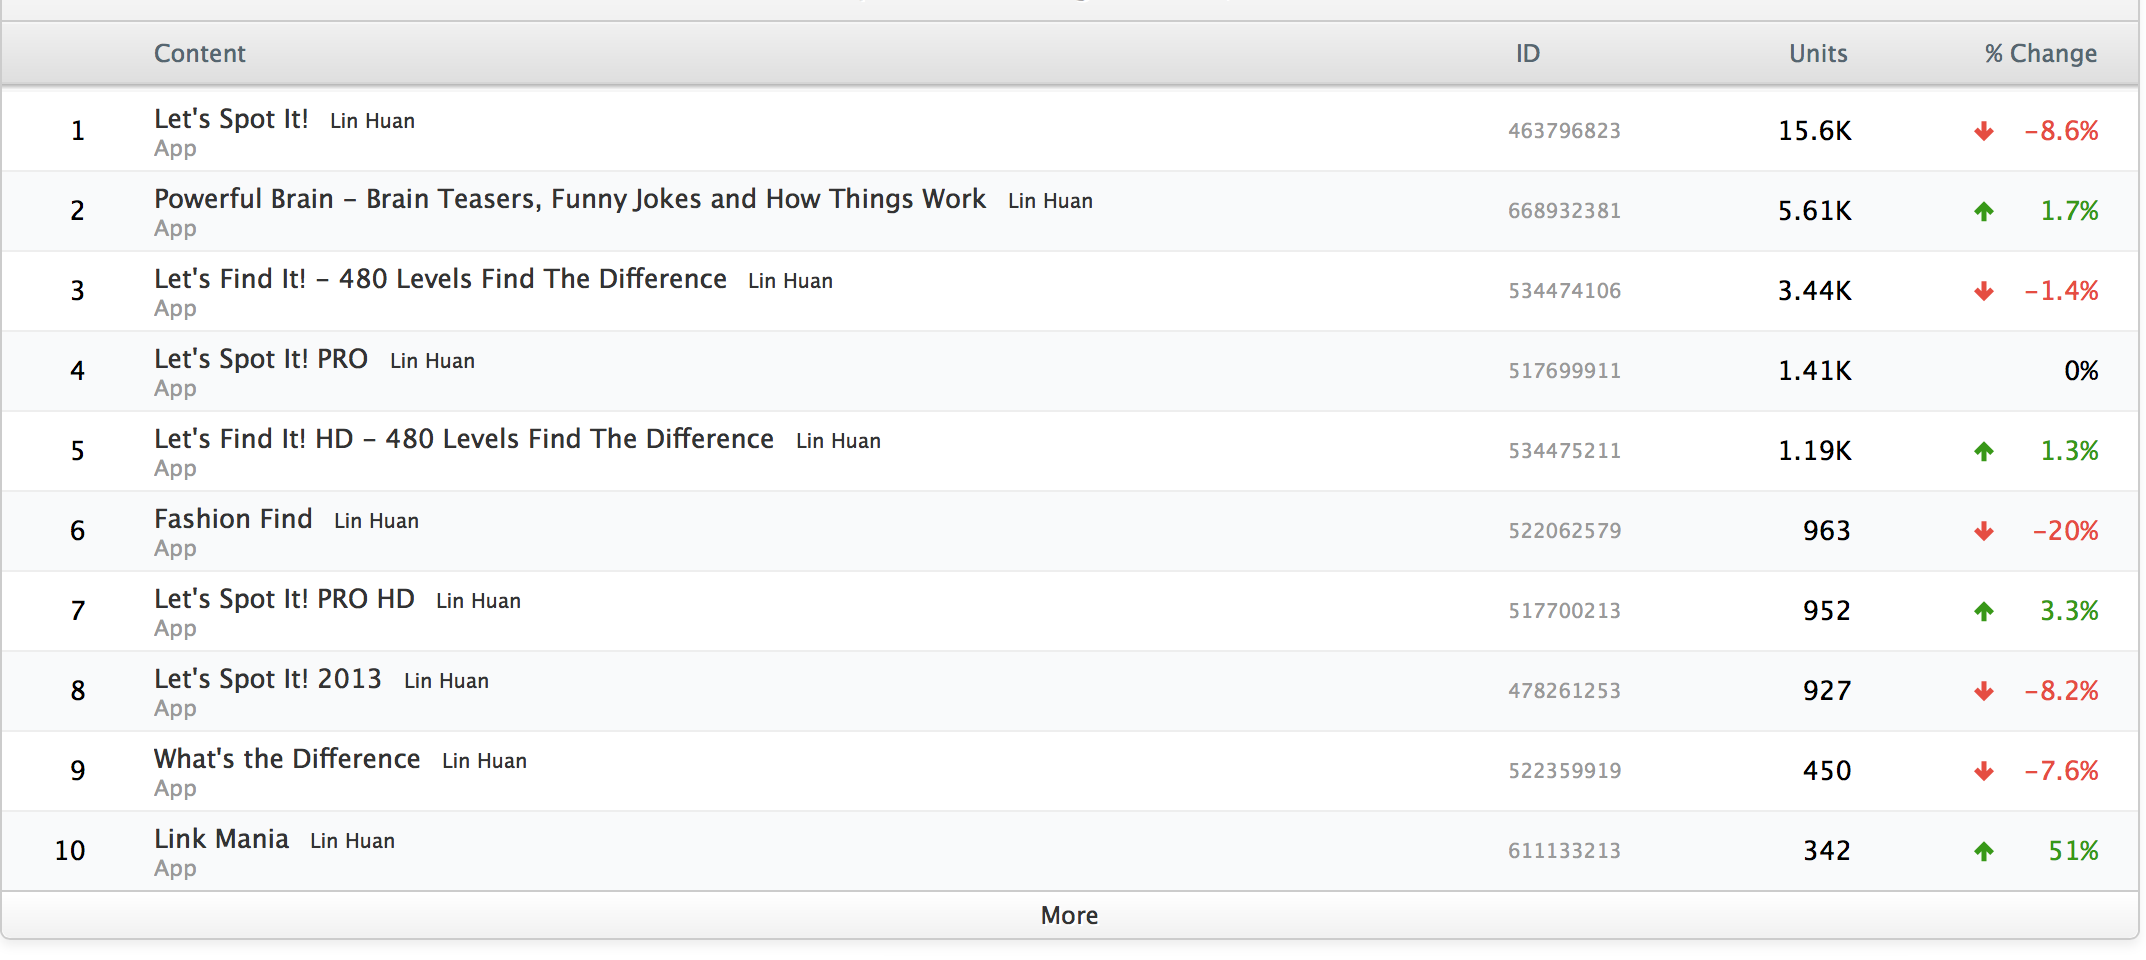 Content ID Units % Change
1 Let's Spot It! Lin Huan 463796823 15.6K -8.6%
App
2 Powerful Brain - Brain Teasers, Funny Jokes and How Things Work Lin Huan 668932381 5.61K 1.7%
App
3 Let's Find It! - 480 Levels Find The Difference Lin Huan 534474106 3.44K -1.4%
App
4 Let's Spot It! PRO Lin Huan 517699911 1.41K 0%
App
5 Let's Find It! HD - 480 Levels Find The Difference Lin Huan 534475211 1.19K 1.3%
App
6 Fashion Find Lin Huan 522062579 963 -20%
App
7 Let's Spot It! PRO HD Lin Huan 517700213 952 3.3%
App
8 Let's Spot It! 2013 Lin Huan 478261253 927 -8.2%
App
9 What's the Difference Lin Huan 522359919 450 -7.6%
App
10 Link Mania Lin Huan 611133213 342 51%
App
More